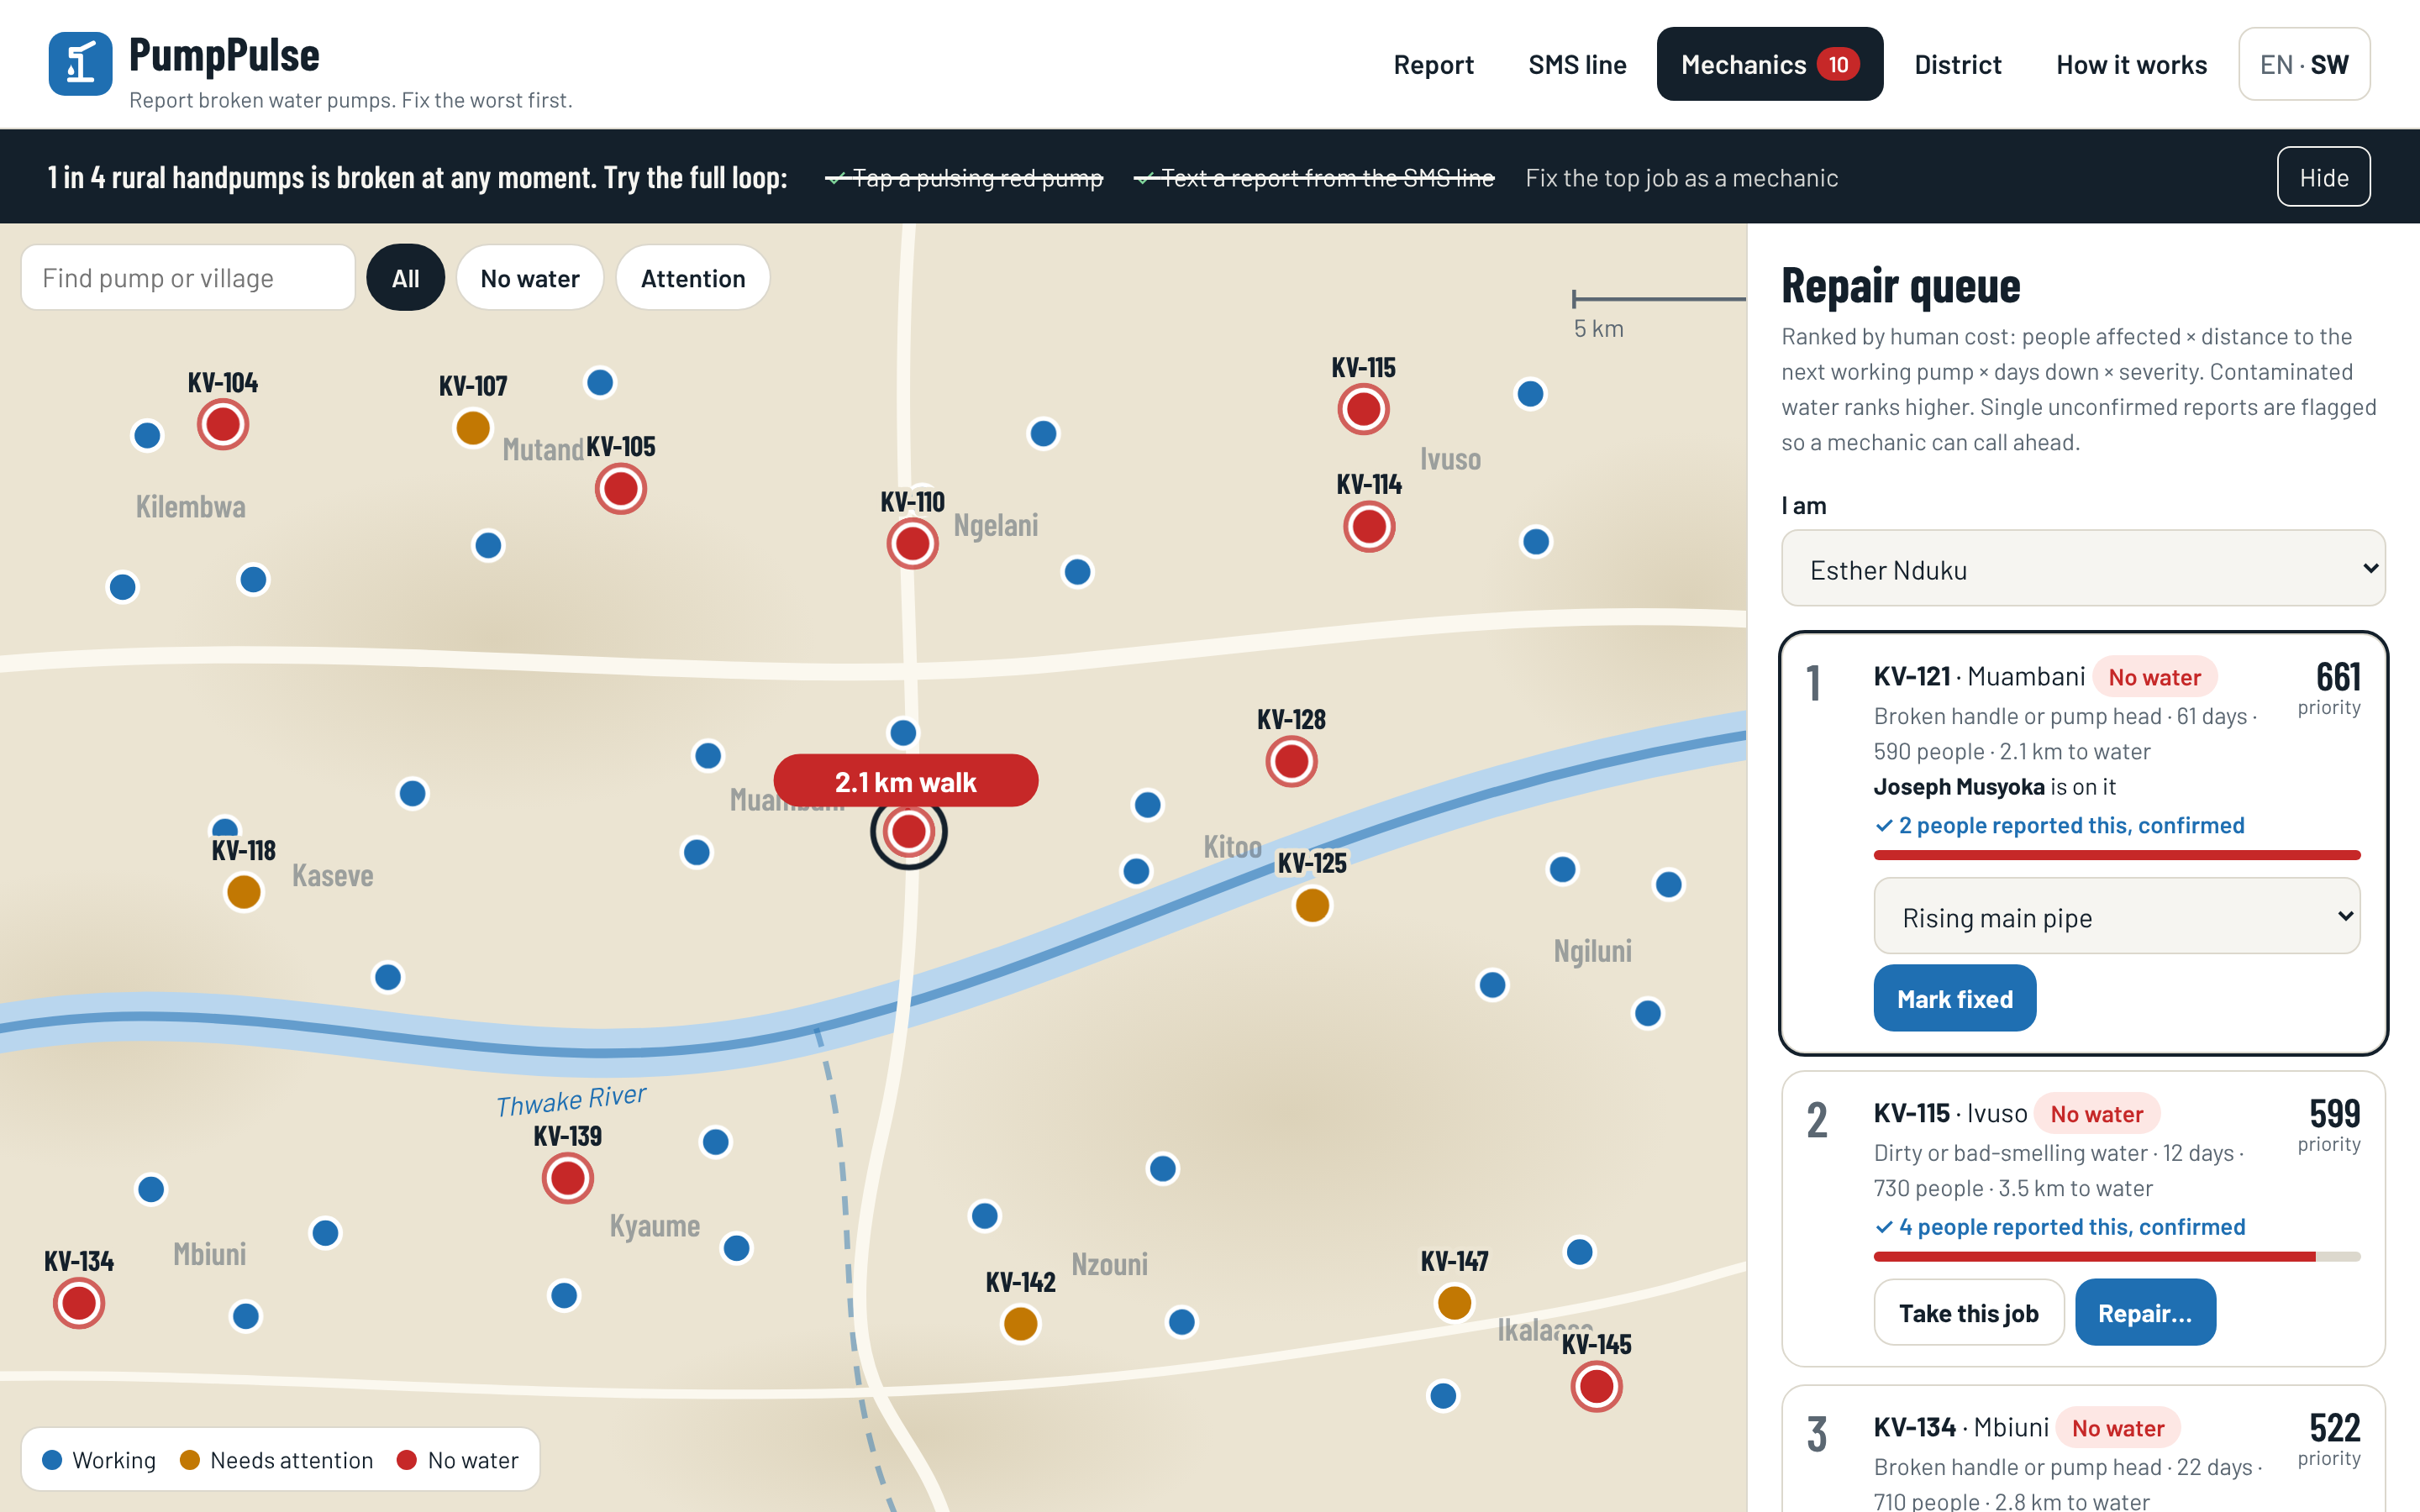 PumpPulse
Report broken water pumps. Fix the worst first.
Report
SMS line
Mechanics 10
District
How it works
EN · SW
1 in 4 rural handpumps is broken at any moment. Try the full loop:
✓ Tap a pulsing red pump
✓ Text a report from the SMS line
Fix the top job as a mechanic
Hide
Find pump or village
All
No water
Attention
5 km
KV-104
KV-107
KV-115
Mutand
KV-105
Ivuso
KV-114
Kilembwa
KV-110
Ngelani
KV-128
2.1 km walk
KV-118
Kaseve
Kitoo
KV-125
Ngiluni
Thwake River
KV-139
Kyaume
Mbiuni
KV-134
Nzouni
KV-142
KV-147
KV-145
Working
Needs attention
No water
Repair queue
Ranked by human cost: people affected × distance to the
next working pump × days down × severity. Contaminated
water ranks higher. Single unconfirmed reports are flagged
so a mechanic can call ahead.
I am
Esther Nduku
1
KV-121 · Muambani No water
661
priority
Broken handle or pump head · 61 days ·
590 people · 2.1 km to water
Joseph Musyoka is on it
✓ 2 people reported this, confirmed
Rising main pipe
Mark fixed
2
KV-115 · Ivuso No water
599
priority
Dirty or bad-smelling water · 12 days ·
730 people · 3.5 km to water
✓ 4 people reported this, confirmed
Take this job
Repair...
3
KV-134 · Mbiuni No water
522
priority
Broken handle or pump head · 22 days ·
710 people · 2.8 km to water